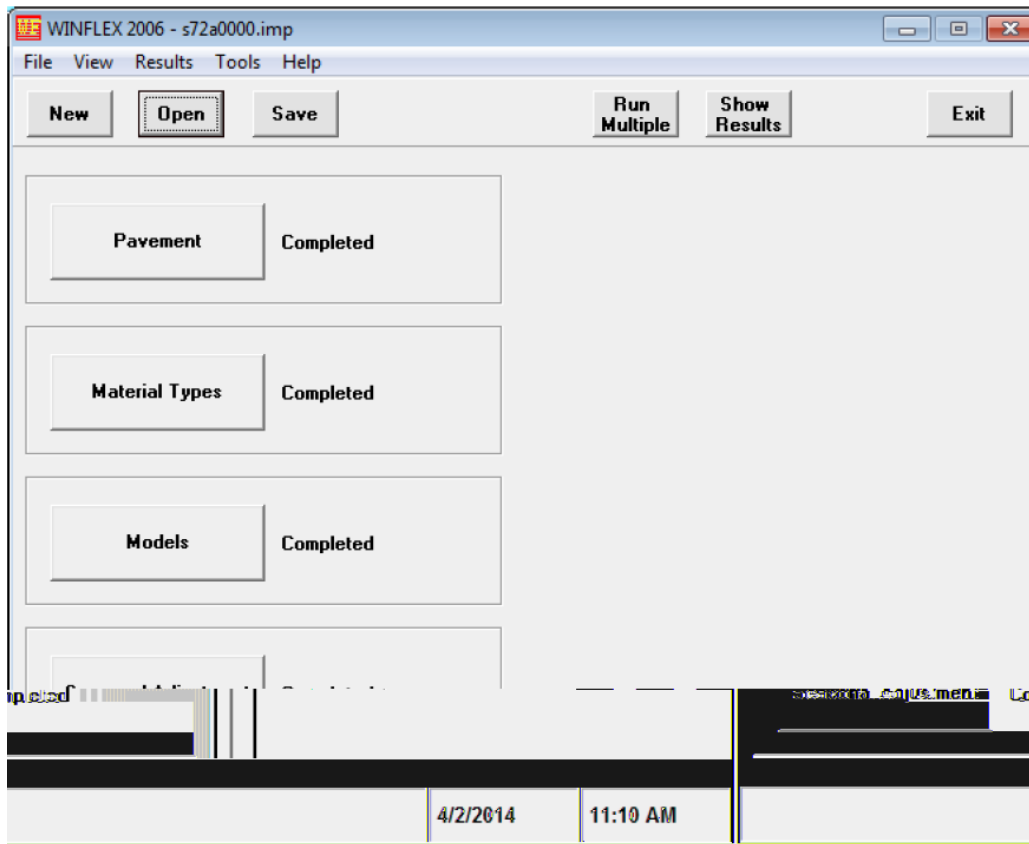 WINFLEX 2006 - s72a0000.imp
File View Results Tools Help
New Open Save Run Multiple Show Results Exit
Pavement Completed
Material Types Completed
Models Completed
4/2/2014 11:10 AM